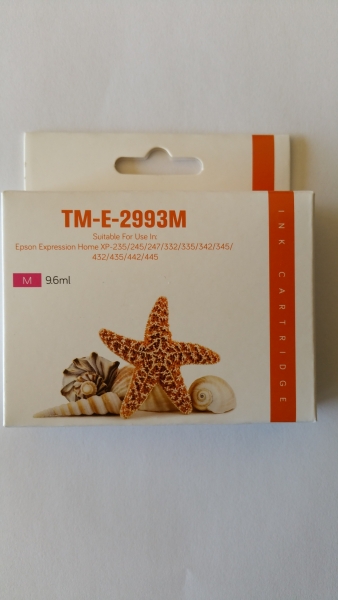 TM-E-2993M
Suitable For Use In:
Epson Expression Home XP-235/245/247/332/335/342/345/
432/435/442/445
M 9.6ml
INK CARTRIDGE